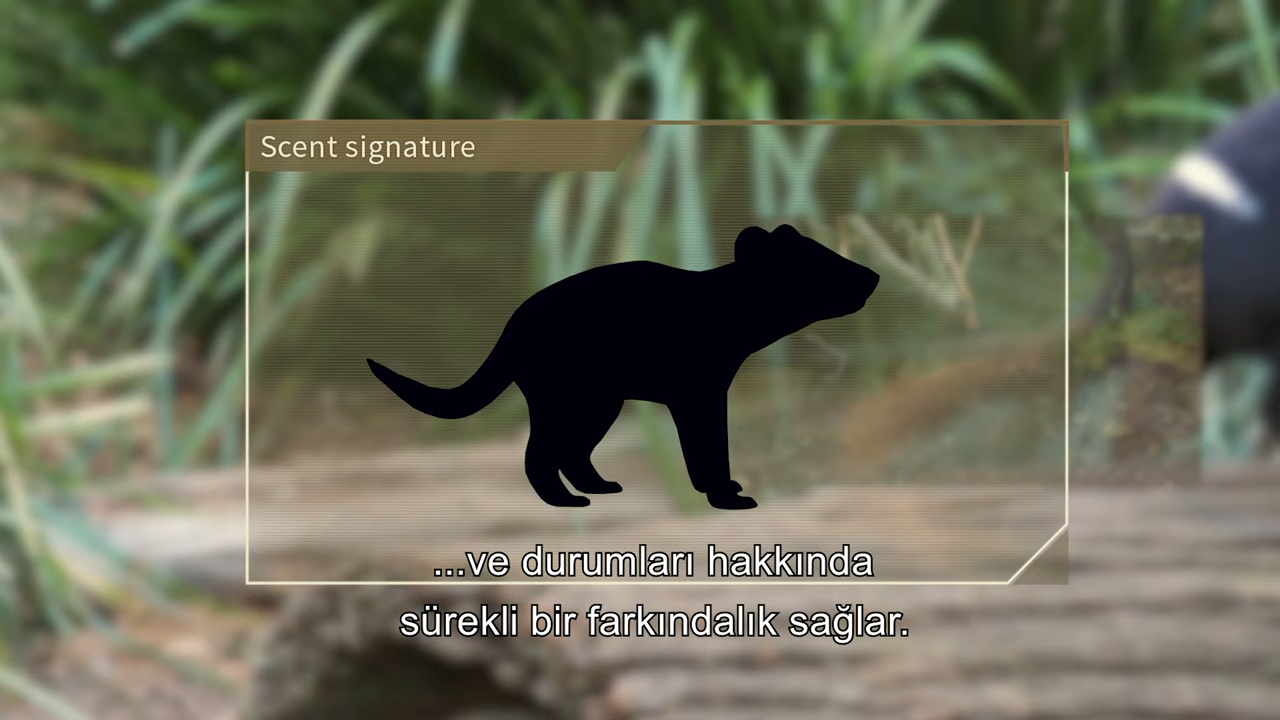 Scent signature
...ve durumları hakkında
sürekli bir farkındalık sağlar.